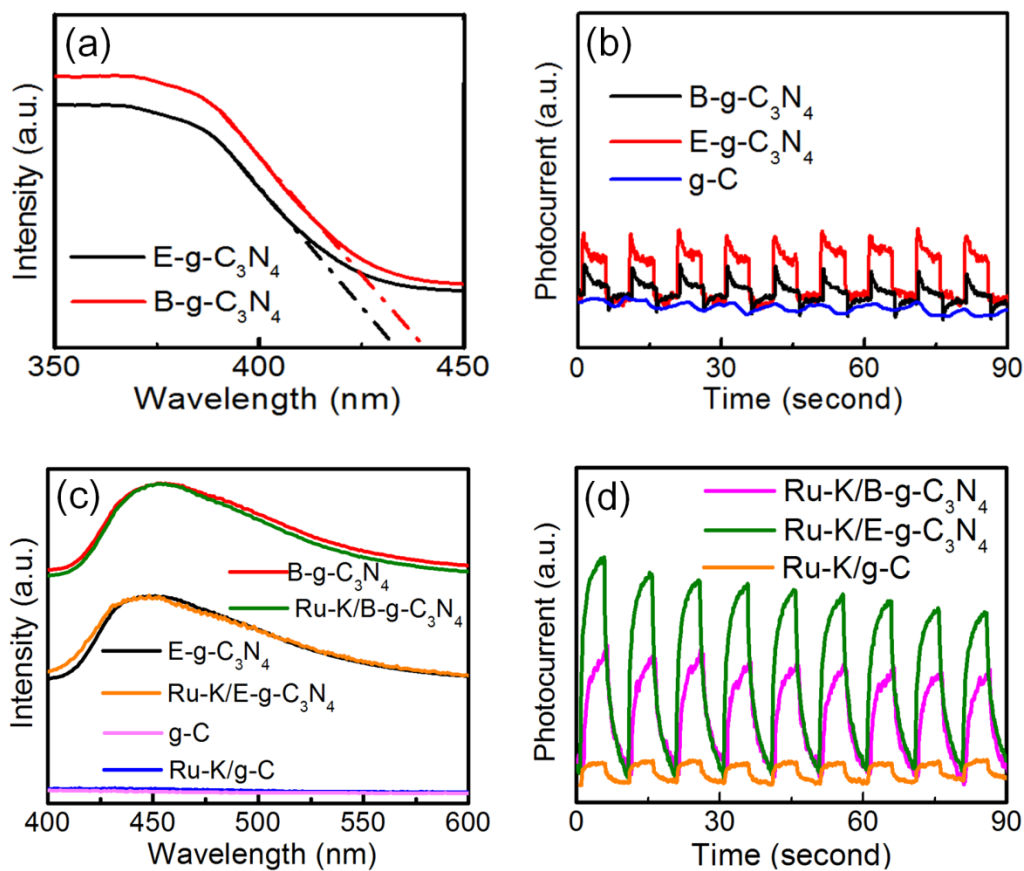 (a)
Intensity (a.u.)
E-g-C₃N₄
B-g-C₃N₄
350 400 450
Wavelength (nm)
(b)
Photocurrent (a.u.)
B-g-C₃N₄
E-g-C₃N₄
g-C
0 30 60 90
Time (second)
(c)
Intensity (a.u.)
B-g-C₃N₄
Ru-K/B-g-C₃N₄
E-g-C₃N₄
Ru-K/E-g-C₃N₄
g-C
Ru-K/g-C
400 450 500 550 600
Wavelength (nm)
(d)
Photocurrent (a.u.)
Ru-K/B-g-C₃N₄
Ru-K/E-g-C₃N₄
Ru-K/g-C
0 30 60 90
Time (second)